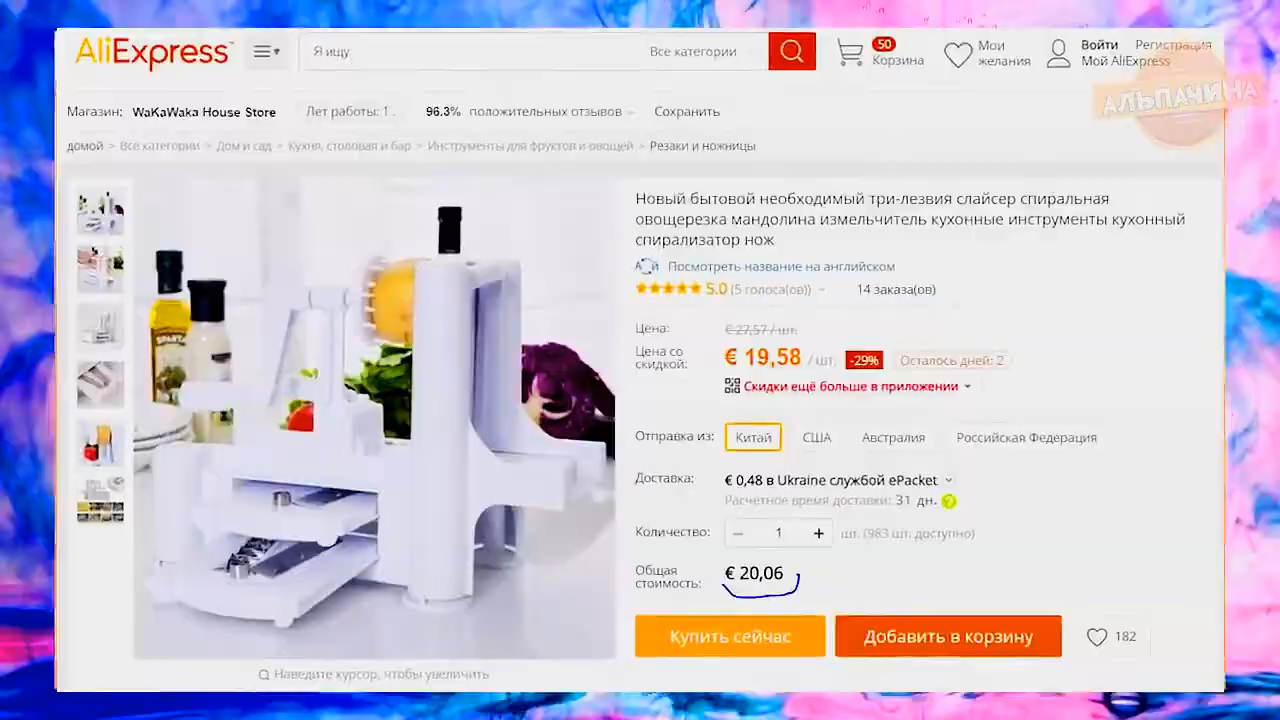 AliExpress
Я ищу
Все категории
50
Корзина
Мои
желания
Войти Регистрация
Мой AliExpress
АЛЬПАЧИНА
Магазин: WaKaWaka House Store Лет работы: 1 . 96.3% положительных отзывов Сохранить
домой > Все категории > Дом и сад > Кухня, столовая и бар > Инструменты для фруктов и овощей > Резаки и ножницы
Новый бытовой необходимый три-лезвия слайсер спиральная
овощерезка мандолина измельчитель кухонные инструменты кухонный
спирализатор нож
Посмотреть название на английском
5.0 (5 голоса(ов)) 14 заказа(ов)
Цена: € 27,57 / шт.
Цена со
скидкой:
€ 19,58 / шт. -29% Осталось дней: 2
Скидки ещё больше в приложении
Отправка из: Китай США Австралия Российская Федерация
Доставка: € 0,48 в Ukraine службой ePacket
Расчётное время доставки: 31 дн. ?
Количество: − 1 + шт. (983 шт. доступно)
Общая
стоимость:
€ 20,06
Купить сейчас Добавить в корзину 182
Наведите курсор, чтобы увеличить